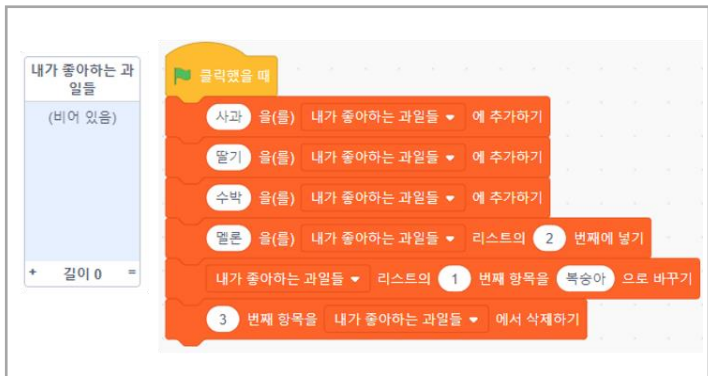 내가 좋아하는 과
일들
(비어 있음)
+ 길이 0 =
클릭했을 때
사과 을(를) 내가 좋아하는 과일들 에 추가하기
딸기 을(를) 내가 좋아하는 과일들 에 추가하기
수박 을(를) 내가 좋아하는 과일들 에 추가하기
멜론 을(를) 내가 좋아하는 과일들 리스트의 2 번째에 넣기
내가 좋아하는 과일들 리스트의 1 번째 항목을 복숭아 으로 바꾸기
3 번째 항목을 내가 좋아하는 과일들 에서 삭제하기